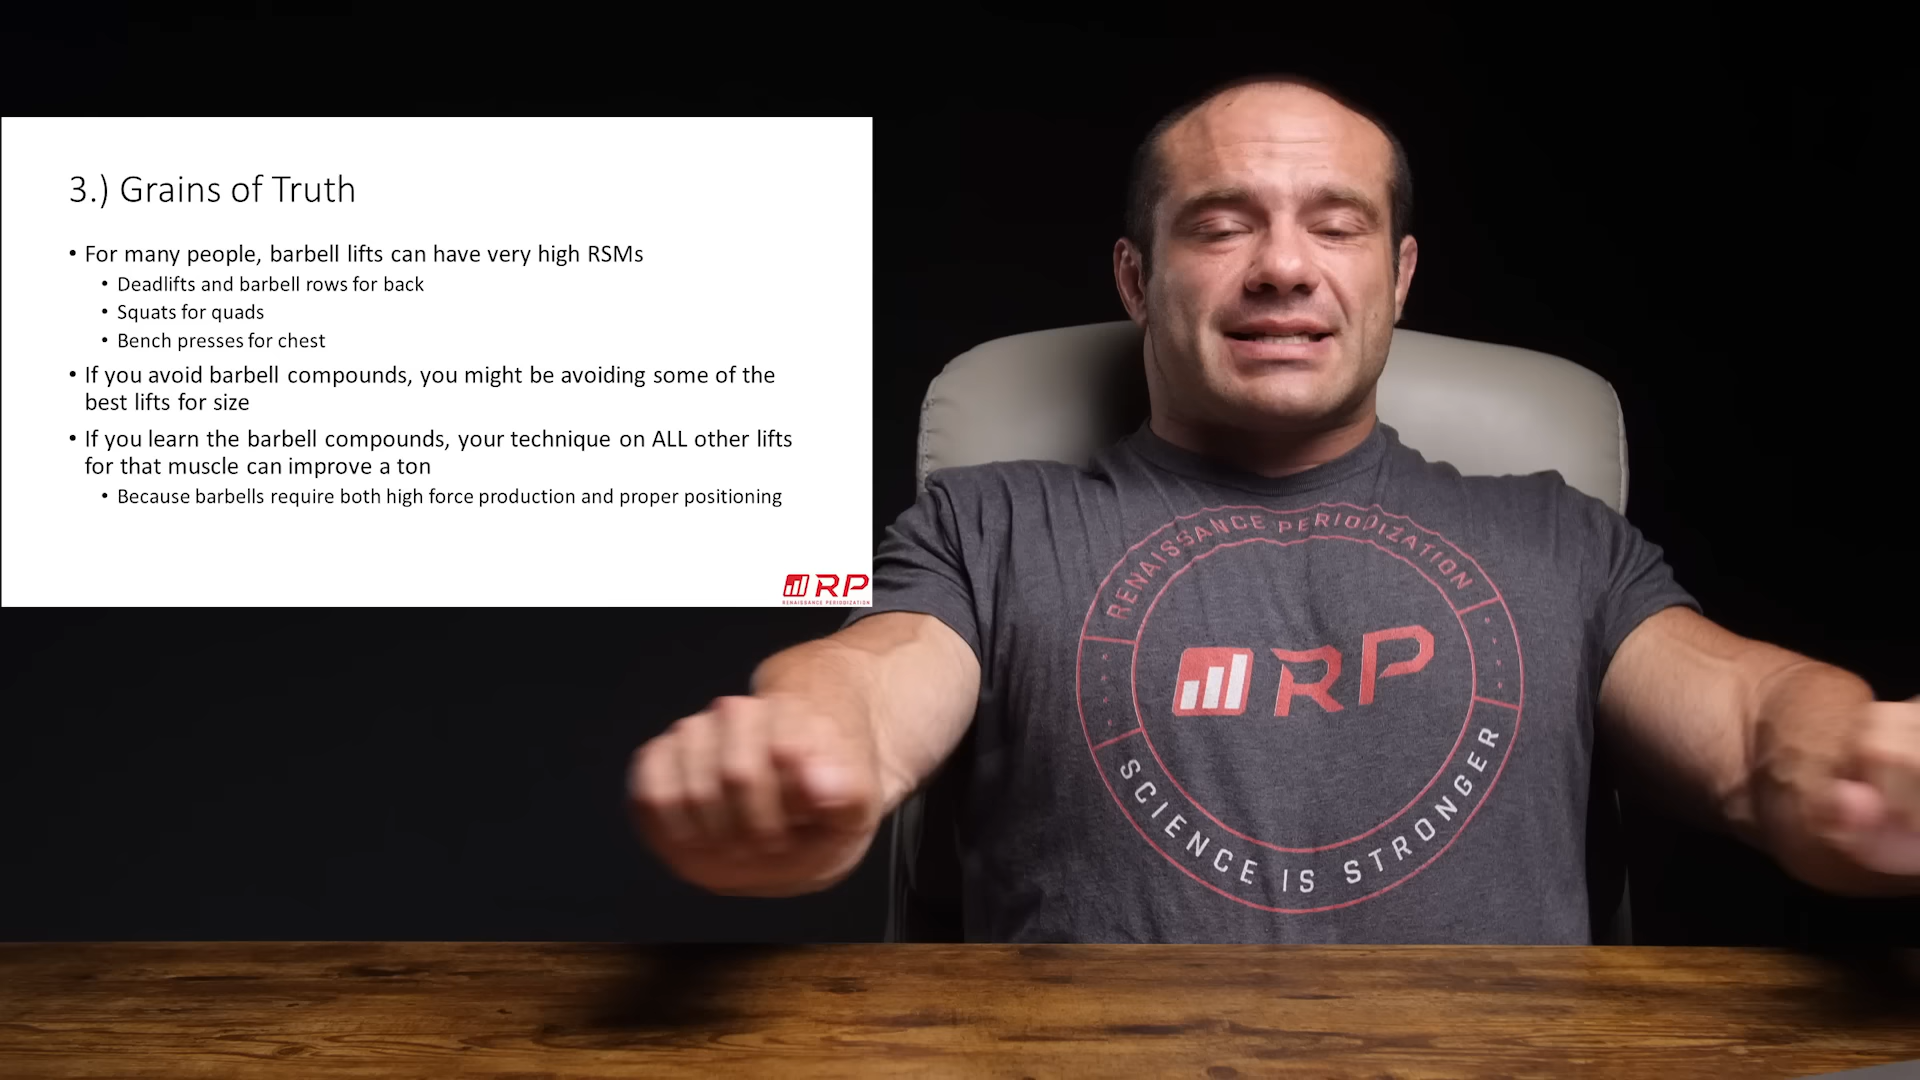 3.) Grains of Truth
• For many people, barbell lifts can have very high RSMs
• Deadlifts and barbell rows for back
• Squats for quads
• Bench presses for chest
• If you avoid barbell compounds, you might be avoiding some of the
best lifts for size
• If you learn the barbell compounds, your technique on ALL other lifts
for that muscle can improve a ton
• Because barbells require both high force production and proper positioning
RP
RENAISSANCE PERIODIZATION
RENAISSANCE PERIODIZATION
RP
SCIENCE IS STRONGER